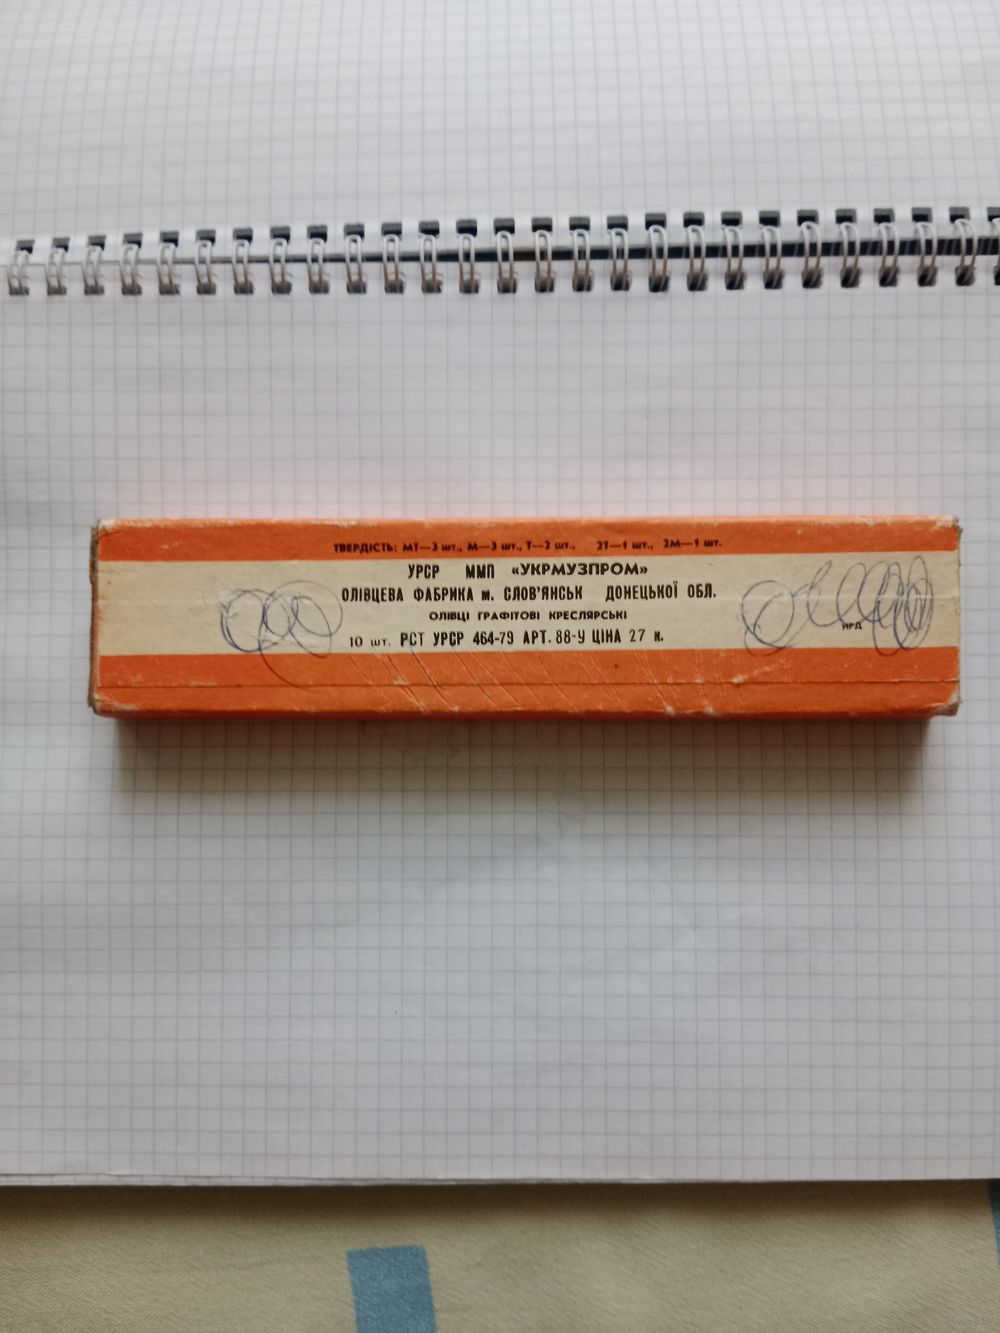 ТВЕРДІСТЬ: МТ—3 шт., М—3 шт., Т—2 шт., 2Т—1 шт., 2М—1 шт.
УРСР ММП «УКРМУЗПРОМ»
ОЛІВЦЕВА ФАБРИКА м. СЛОВ'ЯНСЬК ДОНЕЦЬКОЇ ОБЛ.
ОЛІВЦІ ГРАФІТОВІ КРЕСЛЯРСЬКІ
10 шт. РСТ УРСР 464-79 АРТ. 88-У ЦІНА 27 к.